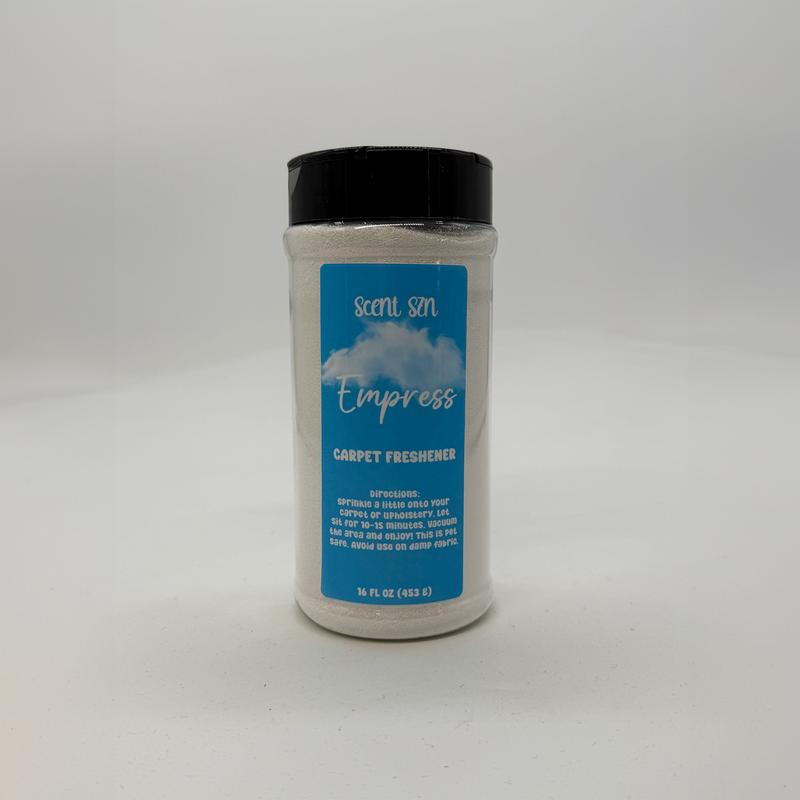 Scent SZN
Empress
CARPET FRESHENER
Directions:
Sprinkle a little onto your
carpet or upholstery. Let
sit for 10-15 minutes. Vacuum
the area and enjoy! This is pet
safe. Avoid use on damp fabric.
16 FL OZ (453 g)